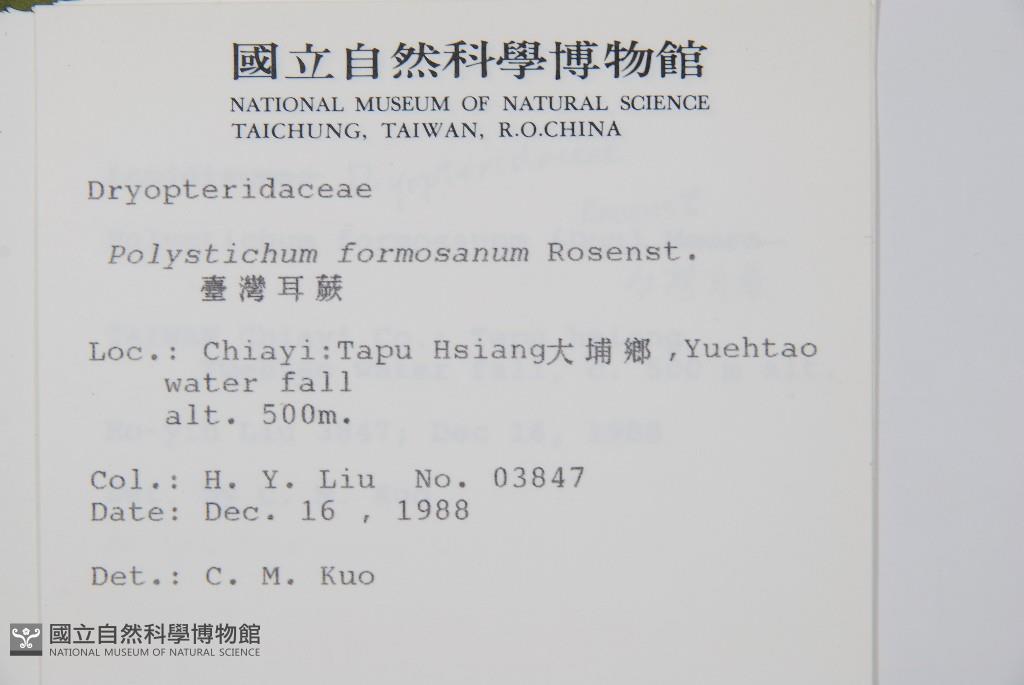 國立自然科學博物館
NATIONAL MUSEUM OF NATURAL SCIENCE
TAICHUNG, TAIWAN, R.O.CHINA
Dryopteridaceae
Polystichum formosanum Rosenst.
臺灣耳蕨
Loc.: Chiayi:Tapu Hsiang大埔鄉,Yuehtao
water fall
alt. 500m.
Col.: H. Y. Liu No. 03847
Date: Dec. 16 , 1988
Det.: C. M. Kuo
國立自然科學博物館
NATIONAL MUSEUM OF NATURAL SCIENCE